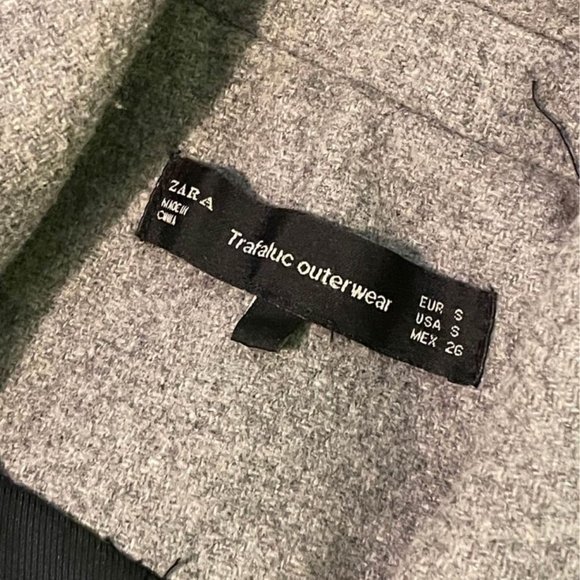 ZARA
MADE IN
CHINA
Trafaluc outerwear
EUR S
USA S
MEX 26